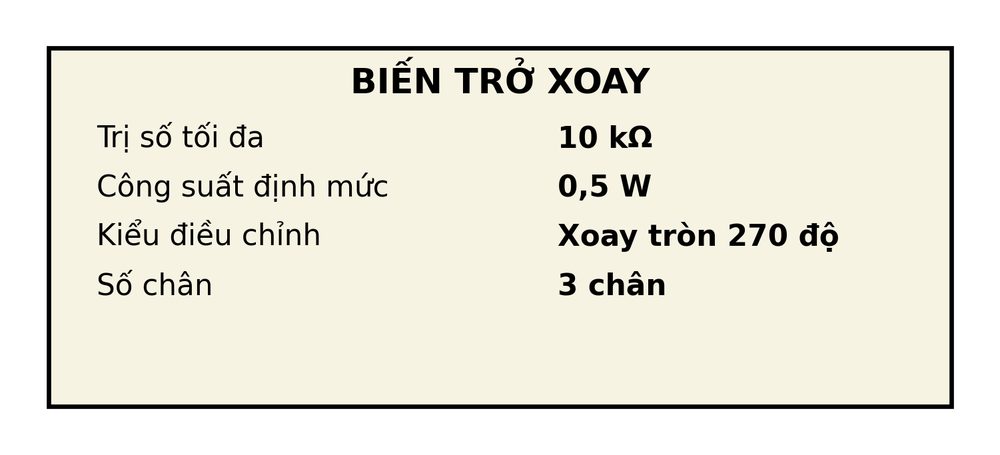 BIẾN TRỞ XOAY
Trị số tối đa 10 kΩ
Công suất định mức 0,5 W
Kiểu điều chỉnh Xoay tròn 270 độ
Số chân 3 chân